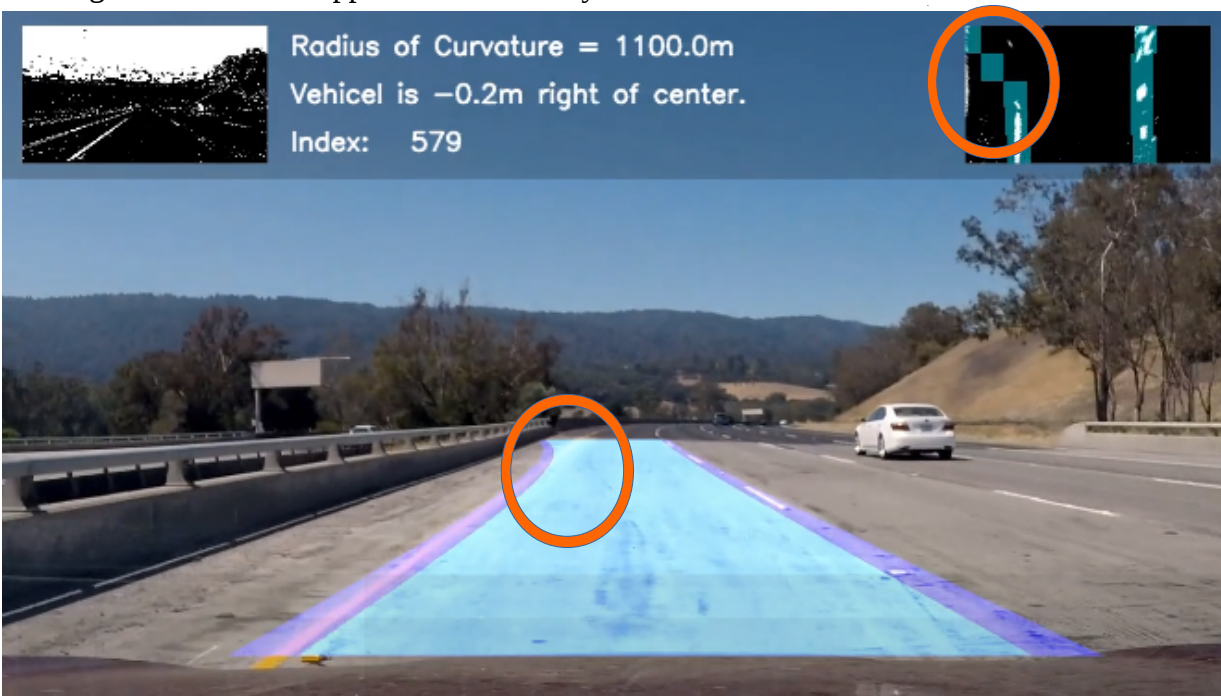 Radius of Curvature = 1100.0m
Vehicel is −0.2m right of center.
Index: 579